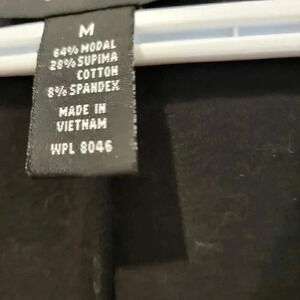 M
64% MODAL
28% SUPIMA
COTTON
8% SPANDEX
MADE IN
VIETNAM
WPL 8046